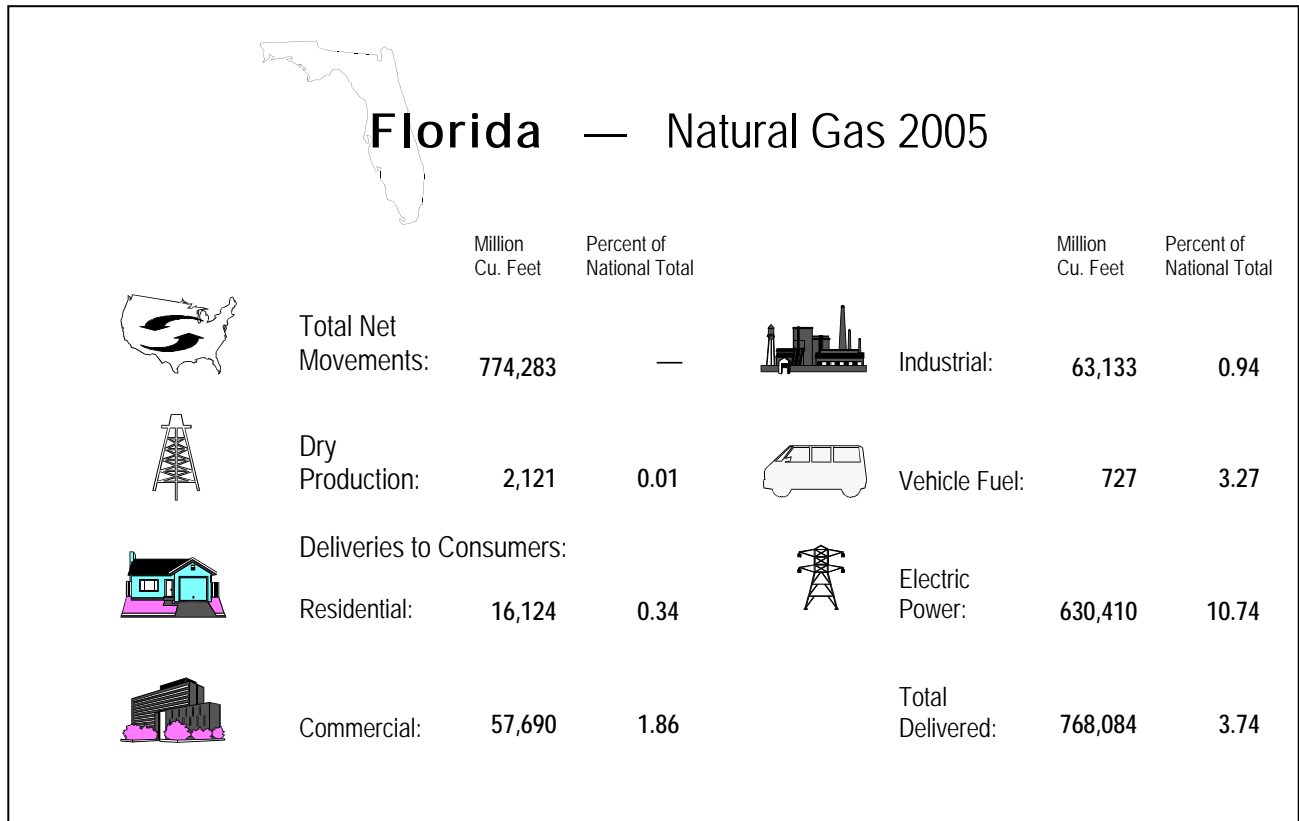 Florida — Natural Gas 2005
Million Cu. Feet
Percent of National Total
Total Net Movements: 774,283 —
Dry Production: 2,121 0.01
Deliveries to Consumers:
Residential: 16,124 0.34
Commercial: 57,690 1.86
Million Cu. Feet
Percent of National Total
Industrial: 63,133 0.94
Vehicle Fuel: 727 3.27
Electric Power: 630,410 10.74
Total Delivered: 768,084 3.74